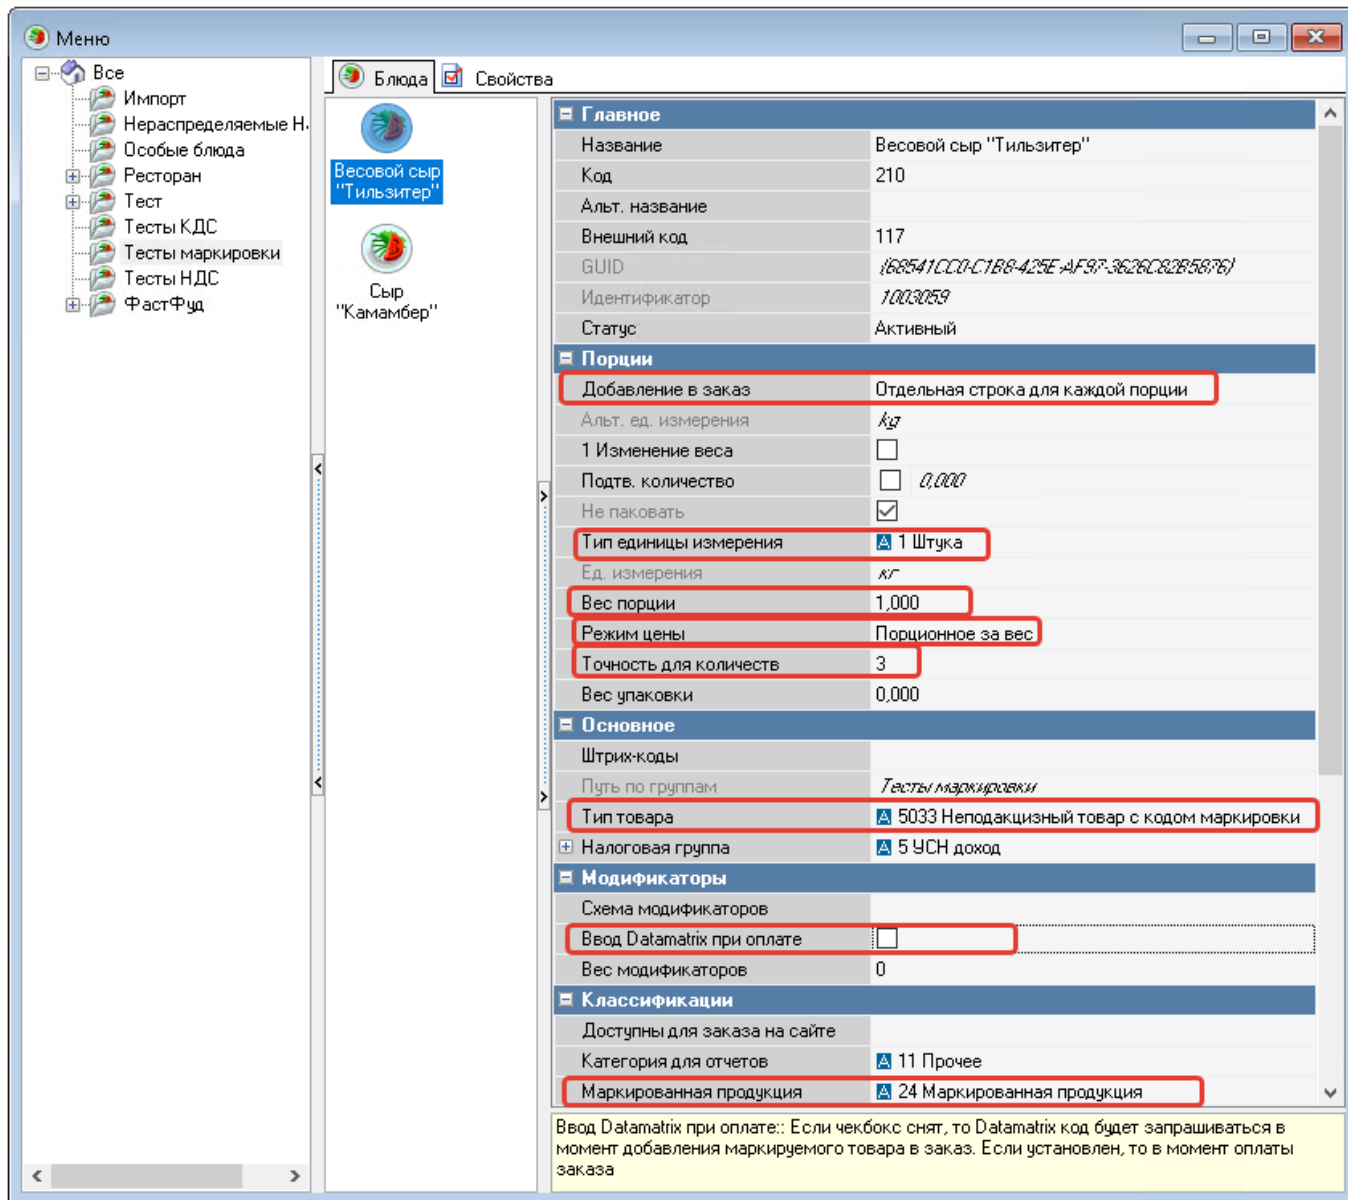 Меню
Все
Импорт
Нераспределяемые Н
Особые блюда
Ресторан
Тест
Тесты КДС
Тесты маркировки
Тесты НДС
ФастФуд
Блюда
Свойства
Весовой сыр
"Тильзитер"
Сыр
"Камамбер"
Главное
Название Весовой сыр "Тильзитер"
Код 210
Альт. название
Внешний код 117
GUID {68541CC0-C1B8-425E-AF97-3626C82B5876}
Идентификатор 1003059
Статус Активный
Порции
Добавление в заказ Отдельная строка для каждой порции
Альт. ед. измерения kg
1 Изменение веса
Подтв. количество 0,000
Не паковать
Тип единицы измерения A 1 Штука
Ед. измерения кг
Вес порции 1,000
Режим цены Порционное за вес
Точность для количеств 3
Вес упаковки 0,000
Основное
Штрих-коды
Путь по группам Тесты маркировки
Тип товара A 5033 Неподакцизный товар с кодом маркировки
Налоговая группа A 5 УСН доход
Модификаторы
Схема модификаторов
Ввод Datamatrix при оплате
Вес модификаторов 0
Классификации
Доступны для заказа на сайте
Категория для отчетов A 11 Прочее
Маркированная продукция A 24 Маркированная продукция
Ввод Datamatrix при оплате:: Если чекбокс снят, то Datamatrix код будет запрашиваться в
момент добавления маркируемого товара в заказ. Если установлен, то в момент оплаты
заказа